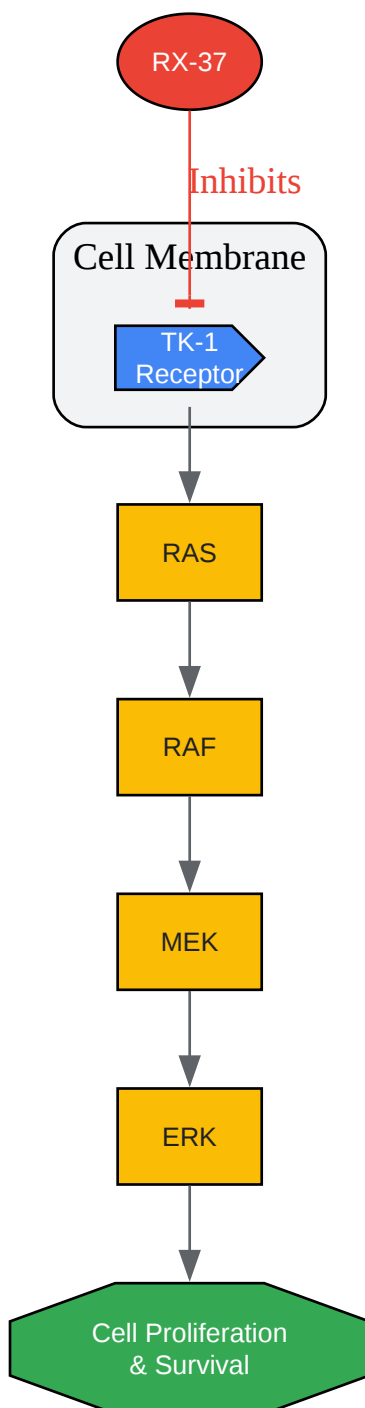 RX-37
Inhibits
Cell Membrane
TK-1
Receptor
RAS
RAF
MEK
ERK
Cell Proliferation
& Survival